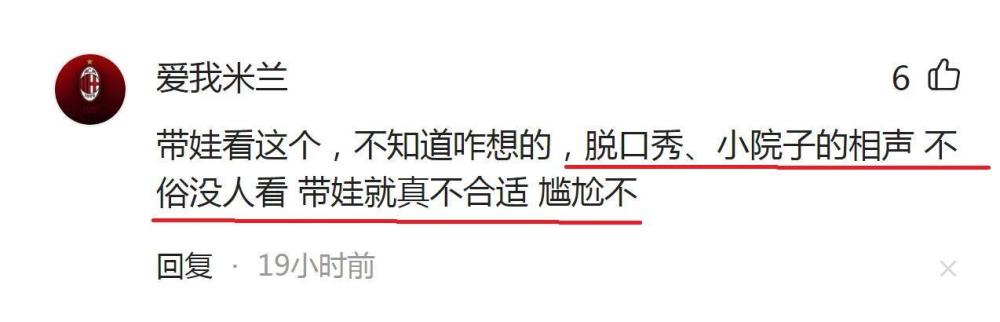 爱我米兰
6
带娃看这个，不知道咋想的，脱口秀、小院子的相声 不
俗没人看 带娃就真不合适 尴尬不
回复 · 19小时前